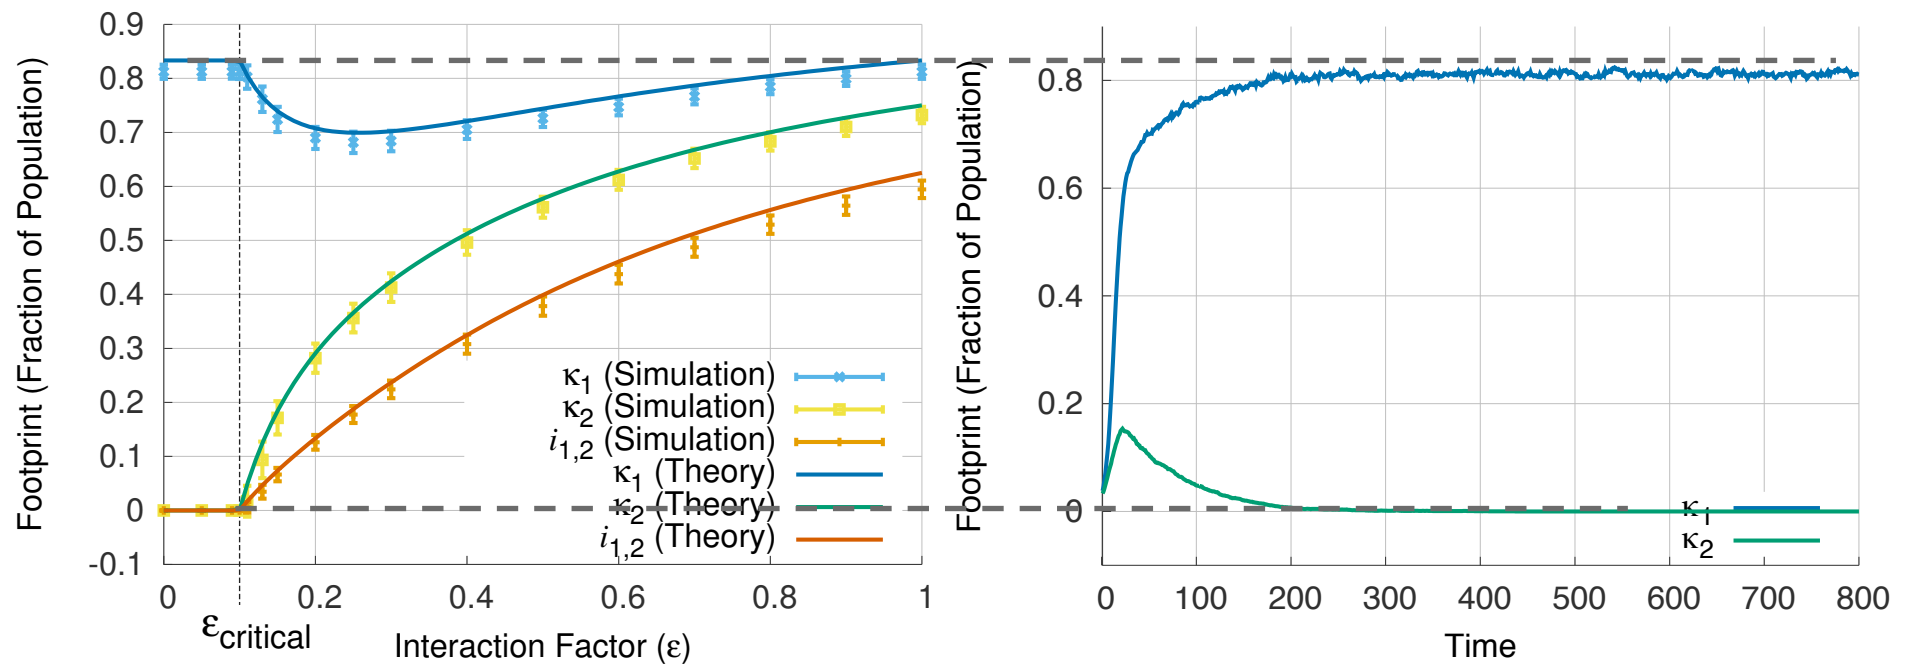 Footprint (Fraction of Population)
0.9
0.8
0.7
0.6
0.5
0.4
0.3
0.2
0.1
0
-0.1
κ1 (Simulation)
κ2 (Simulation)
i1,2 (Simulation)
κ1 (Theory)
κ2 (Theory)
i1,2 (Theory)
0 0.2 0.4 0.6 0.8 1
εcritical
Interaction Factor (ε)
Footprint (Fraction of Population)
0.8
0.6
0.4
0.2
0
κ1
κ2
0 100 200 300 400 500 600 700 800
Time